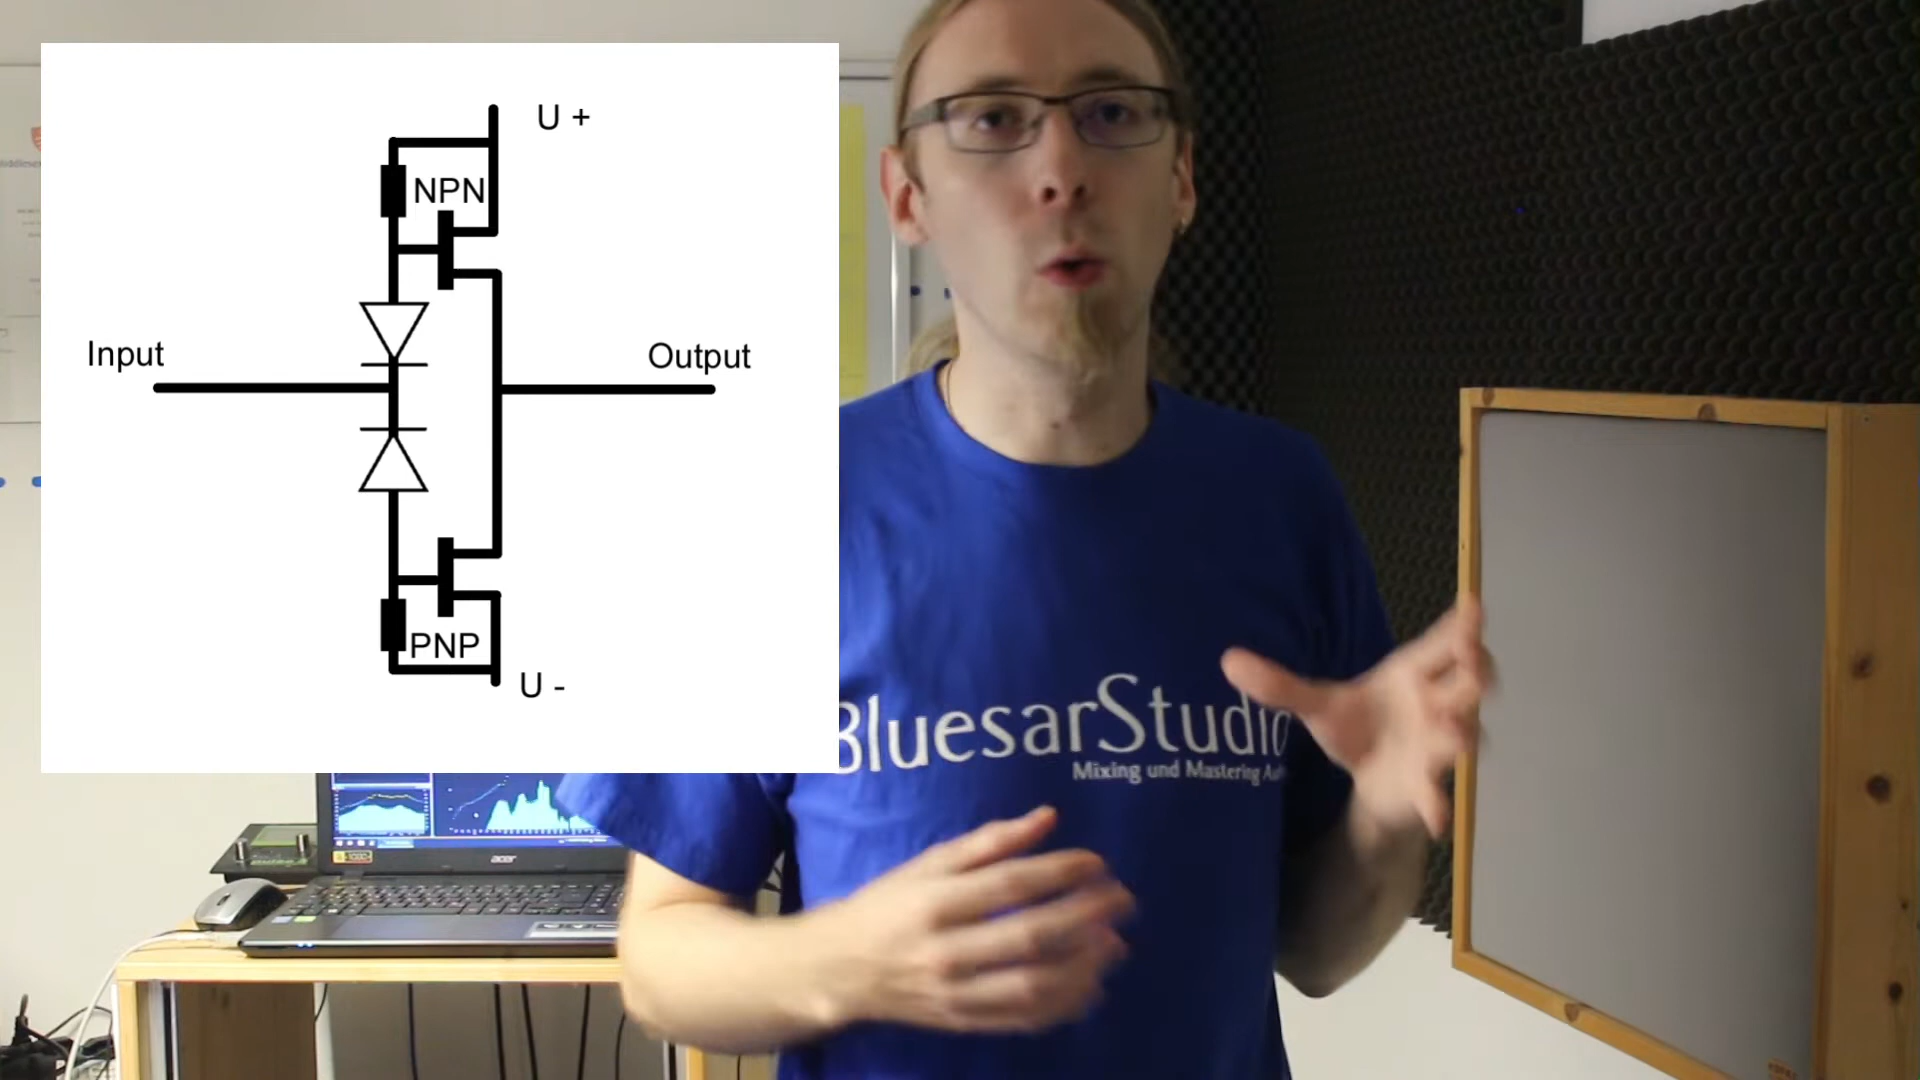 U +
NPN
Input
Output
PNP
U -
BluesarStudio
Mixing und Mastering
acer